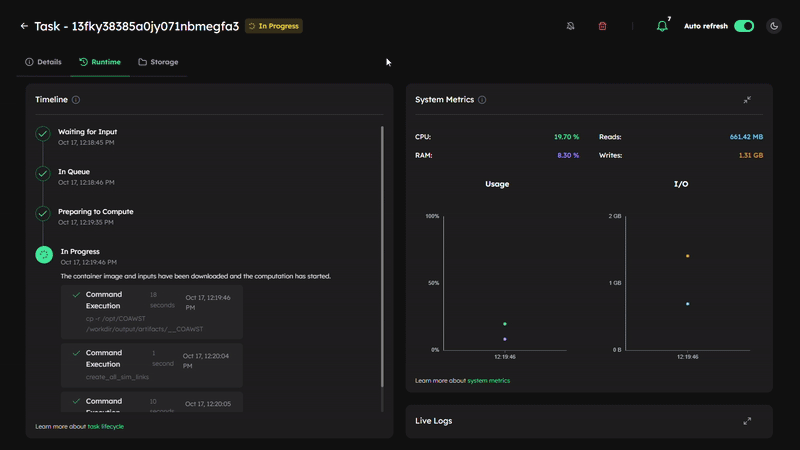 Task - 13fky38385a0jy071nbmegfa3
In Progress
7
Auto refresh
Details
Runtime
Storage
Timeline
Waiting for Input
Oct 17, 12:18:45 PM
In Queue
Oct 17, 12:18:46 PM
Preparing to Compute
Oct 17, 12:19:35 PM
In Progress
Oct 17, 12:19:46 PM
The container image and inputs have been downloaded and the computation has started.
Command Execution
18 seconds
Oct 17, 12:19:46 PM
cp -r /opt/COAWST
/workdir/output/artifacts/__COAWST
Command Execution
1 second
Oct 17, 12:20:04 PM
create_all_sim_links
Command Execution
10 seconds
Oct 17, 12:20:05
Learn more about task lifecycle
System Metrics
CPU: 19.70 %
Reads: 661.42 MB
RAM: 8.30 %
Writes: 1.31 GB
Usage
100%
50%
0%
12:19:46
I/O
2 GB
1 GB
0 B
12:19:46
Learn more about system metrics
Live Logs